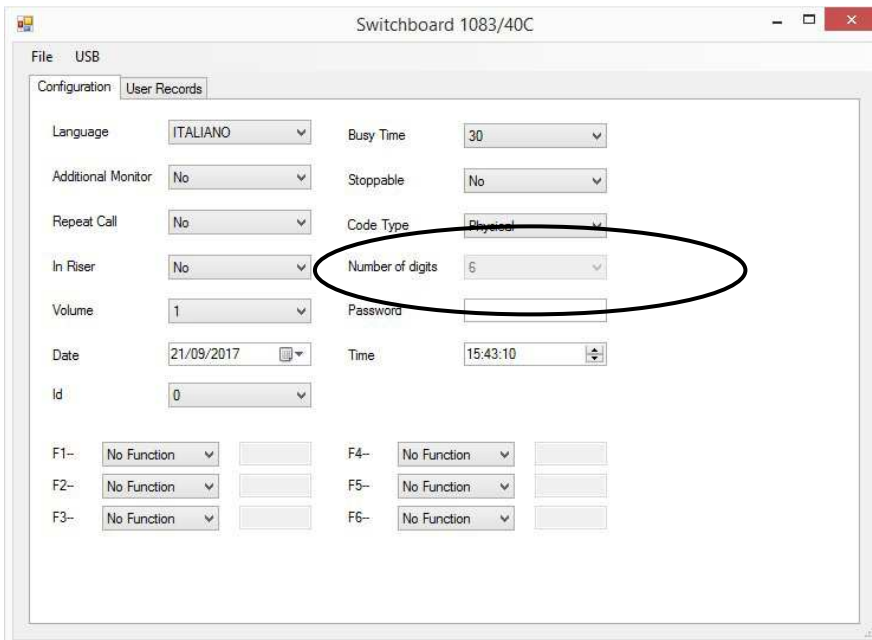 Switchboard 1083/40C
File USB
Configuration User Records
Language ITALIANO Busy Time 30
Additional Monitor No Stoppable No
Repeat Call No Code Type Physical
In Riser No Number of digits 6
Volume 1 Password
Date 21/09/2017 Time 15:43:10
Id 0
F1-- No Function F4-- No Function
F2-- No Function F5-- No Function
F3-- No Function F6-- No Function